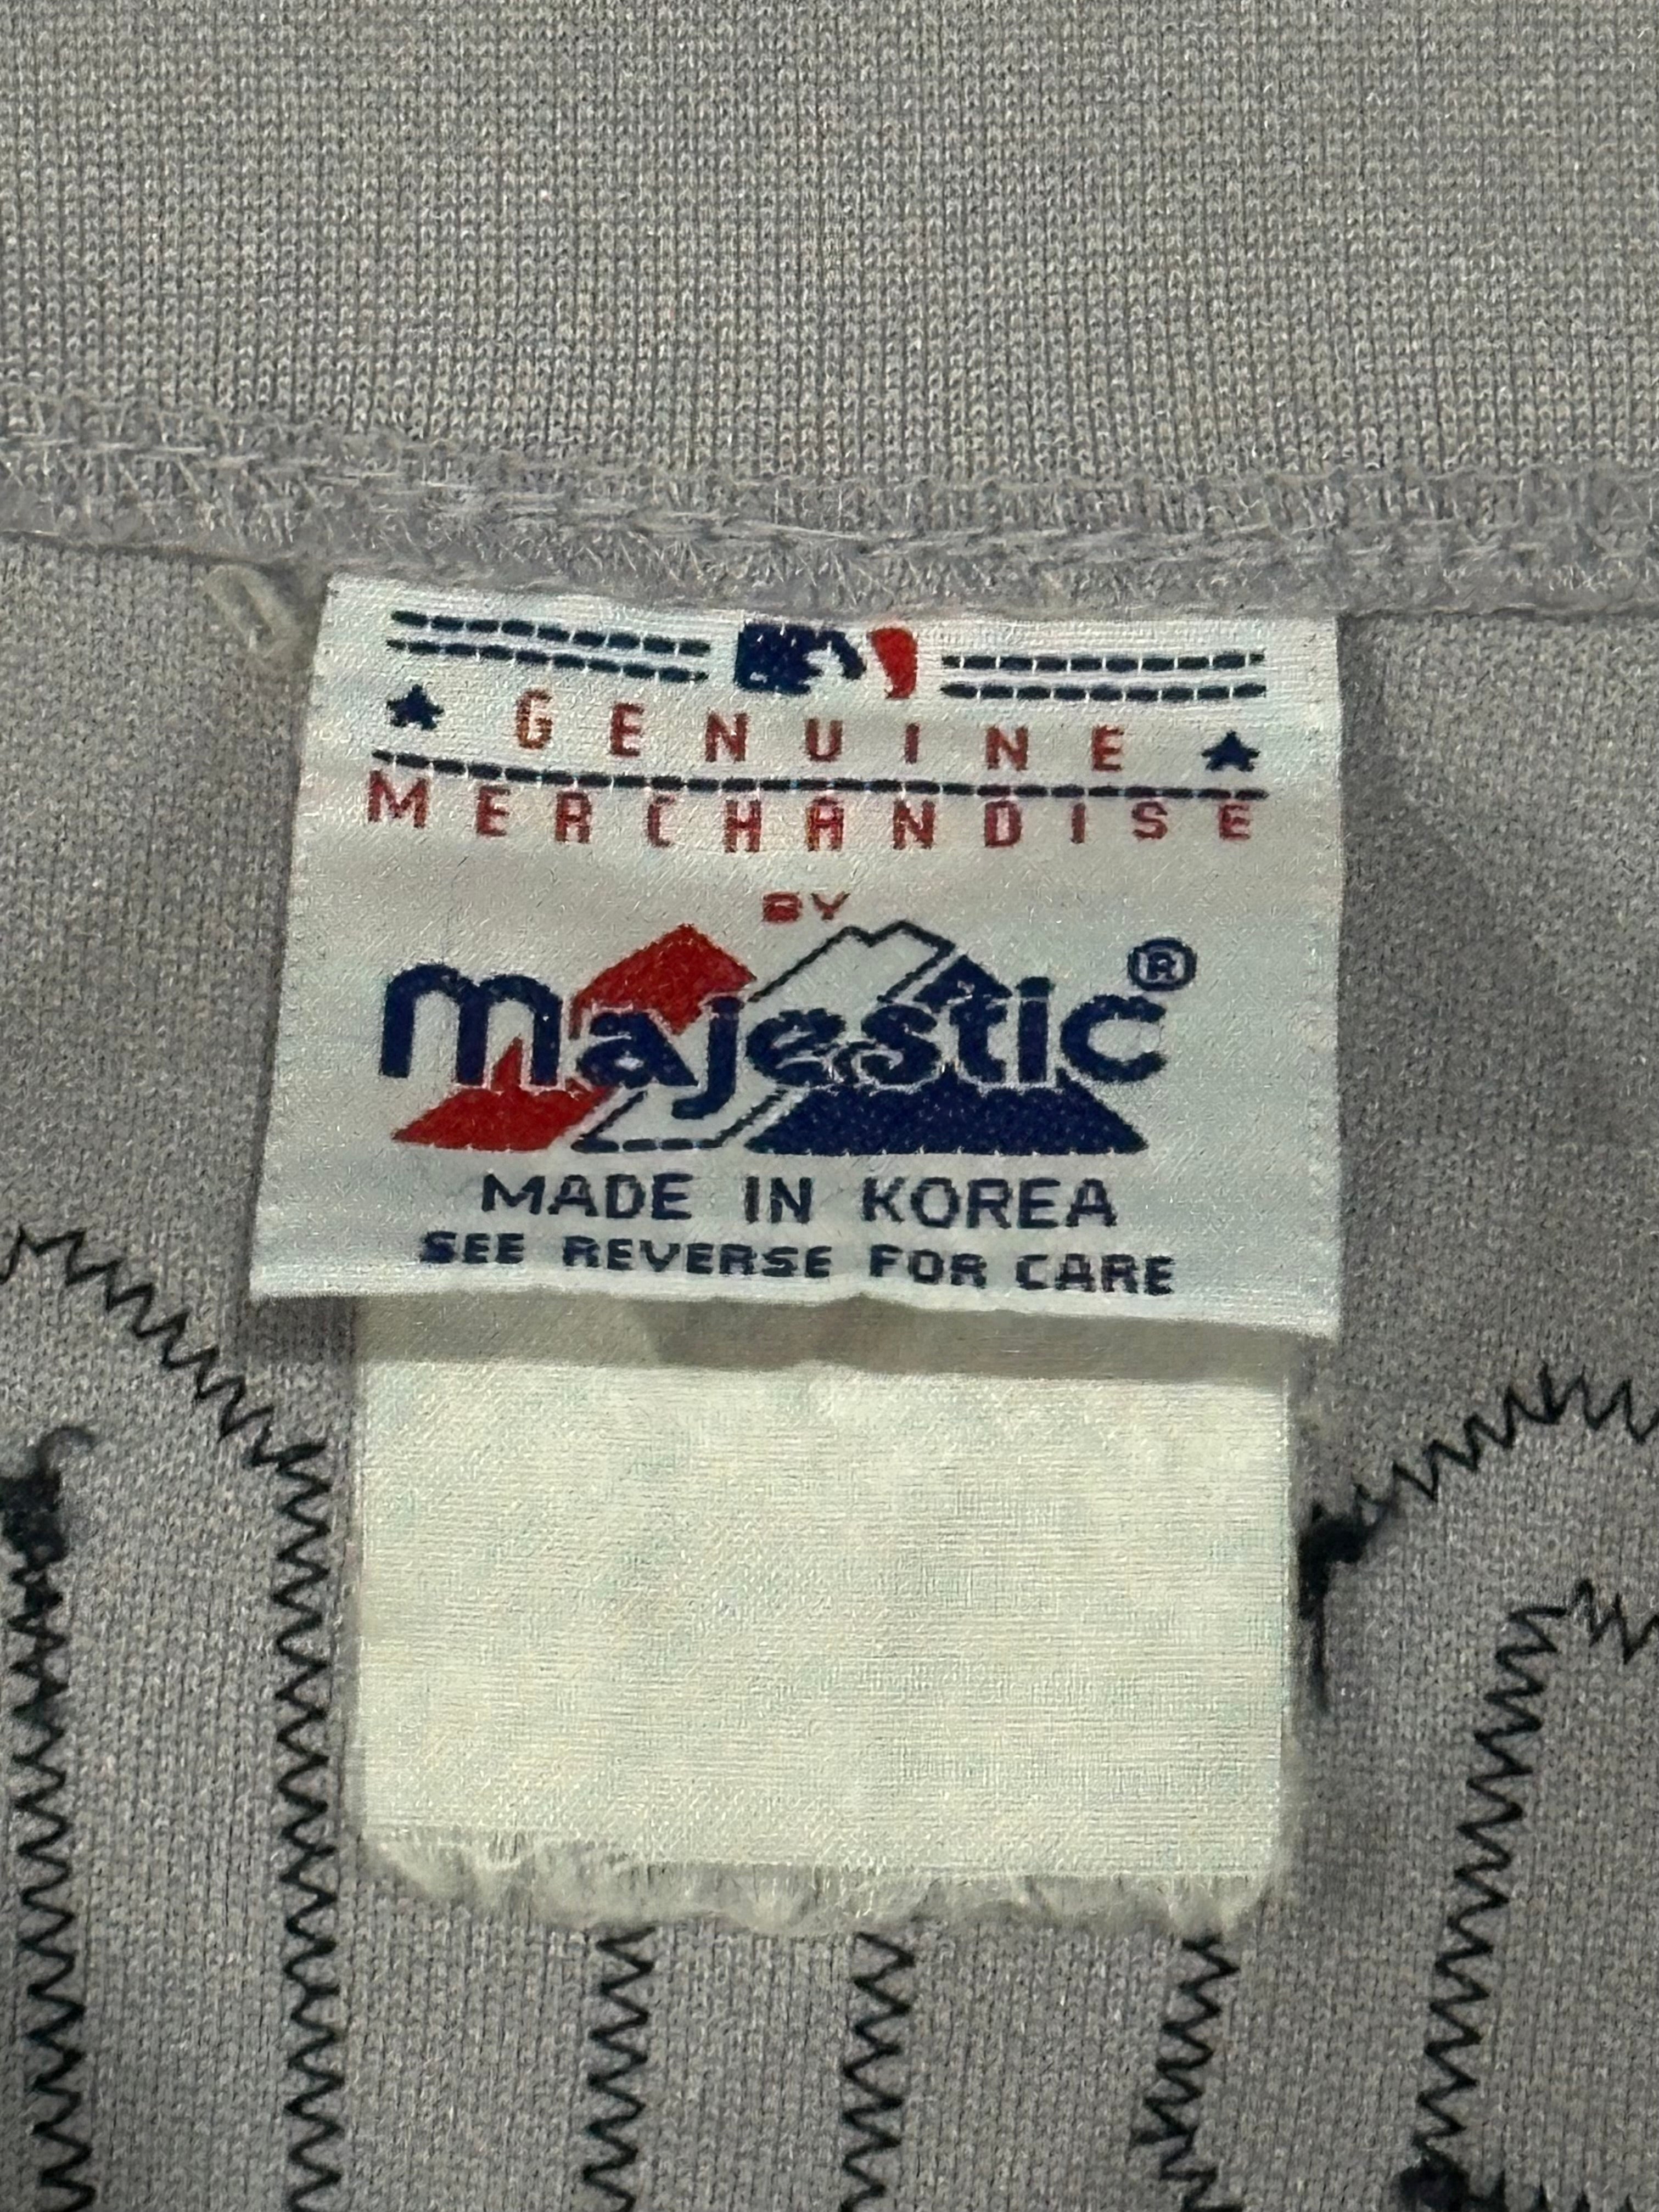 GENUINE
MERCHANDISE
BY
majestic®
MADE IN KOREA
SEE REVERSE FOR CARE